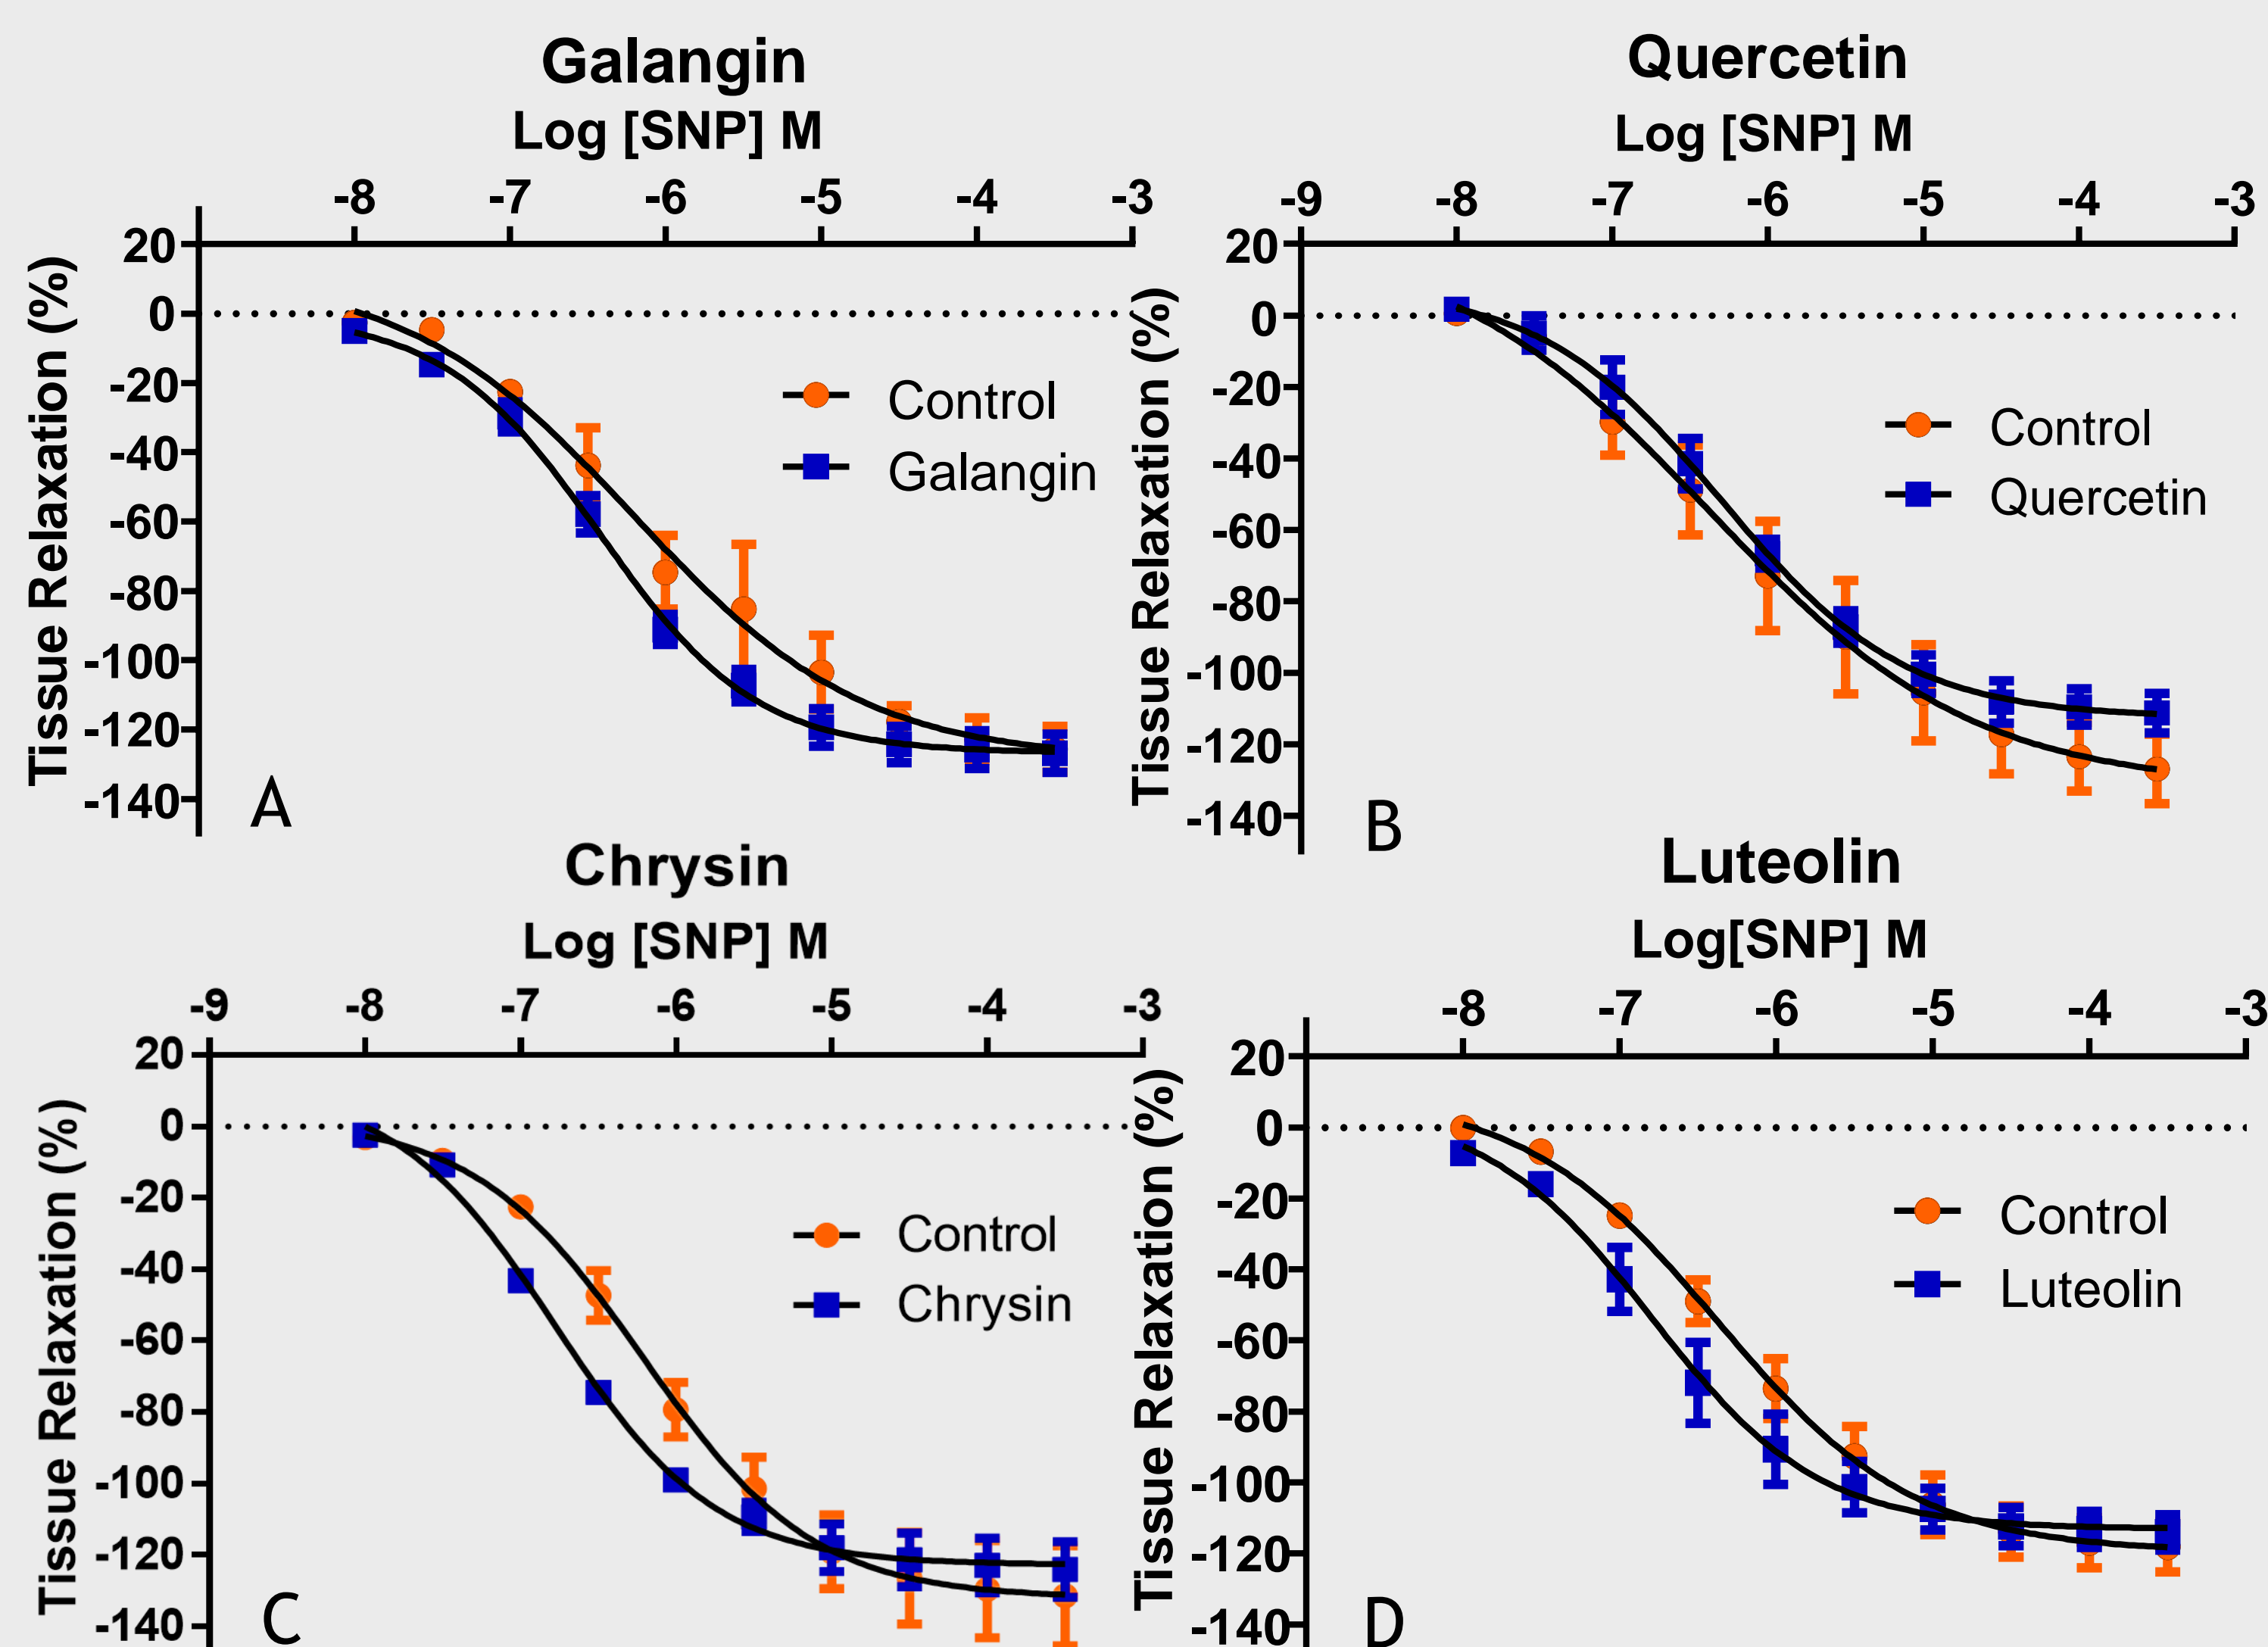 Galangin
Log [SNP] M
-8 -7 -6 -5 -4 -3
Tissue Relaxation (%)
20
0
-20
-40
-60
-80
-100
-120
-140
Control
Galangin
A
Quercetin
Log [SNP] M
-9 -8 -7 -6 -5 -4 -3
Tissue Relaxation (%)
20
0
-20
-40
-60
-80
-100
-120
-140
Control
Quercetin
B
Chrysin
Log [SNP] M
-9 -8 -7 -6 -5 -4 -3
Tissue Relaxation (%)
20
0
-20
-40
-60
-80
-100
-120
-140
Control
Chrysin
C
Luteolin
Log[SNP] M
-8 -7 -6 -5 -4 -3
Tissue Relaxation (%)
20
0
-20
-40
-60
-80
-100
-120
-140
Control
Luteolin
D